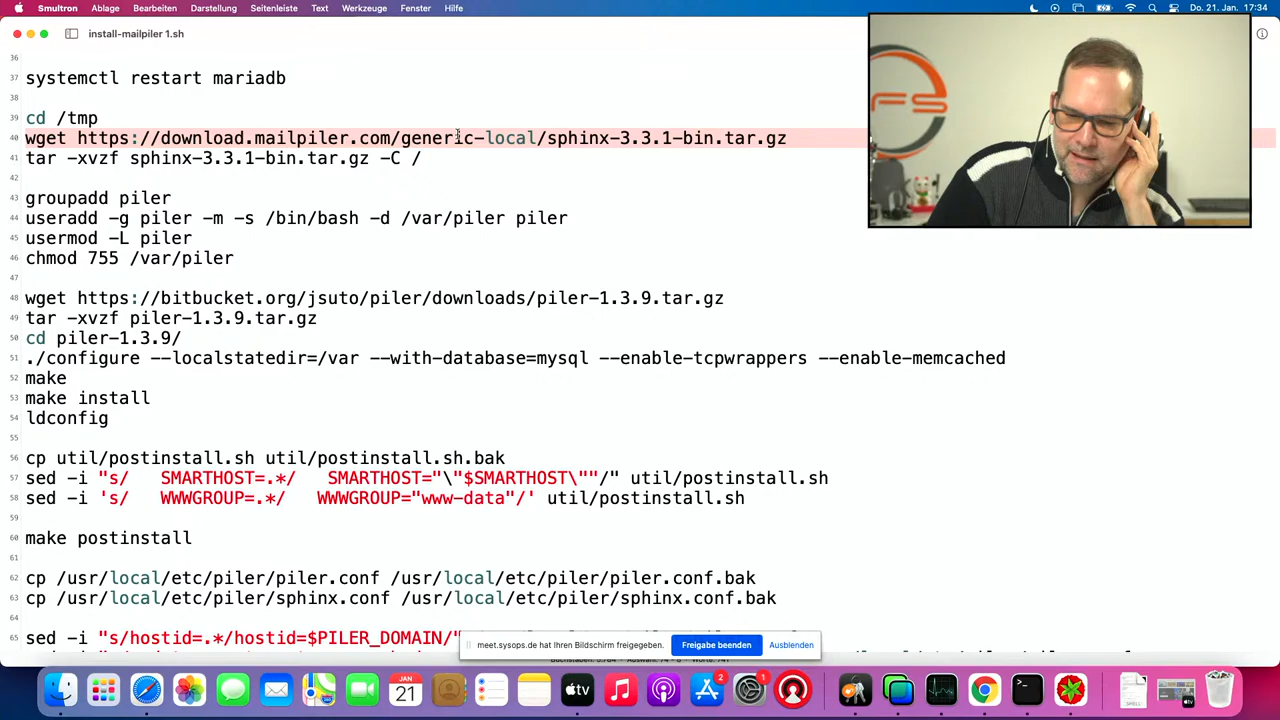 Smultron Ablage Bearbeiten Darstellung Seitenleiste Text Werkzeuge Fenster Hilfe Do. 21. Jan. 17:34
install-mailpiler 1.sh
36
37 systemctl restart mariadb
38
39 cd /tmp
40 wget https://download.mailpiler.com/generic-local/sphinx-3.3.1-bin.tar.gz
41 tar -xvzf sphinx-3.3.1-bin.tar.gz -C /
42
43 groupadd piler
44 useradd -g piler -m -s /bin/bash -d /var/piler piler
45 usermod -L piler
46 chmod 755 /var/piler
47
48 wget https://bitbucket.org/jsuto/piler/downloads/piler-1.3.9.tar.gz
49 tar -xvzf piler-1.3.9.tar.gz
50 cd piler-1.3.9/
51 ./configure --localstatedir=/var --with-database=mysql --enable-tcpwrappers --enable-memcached
52 make
53 make install
54 ldconfig
55
56 cp util/postinstall.sh util/postinstall.sh.bak
57 sed -i "s/   SMARTHOST=.*/   SMARTHOST="\"$SMARTHOST\""/" util/postinstall.sh
58 sed -i 's/   WWWGROUP=.*/   WWWGROUP="www-data"/' util/postinstall.sh
59
60 make postinstall
61
62 cp /usr/local/etc/piler/piler.conf /usr/local/etc/piler/piler.conf.bak
63 cp /usr/local/etc/piler/sphinx.conf /usr/local/etc/piler/sphinx.conf.bak
64
65 sed -i "s/hostid=.*/hostid=$PILER_DOMAIN/"
meet.sysops.de hat Ihren Bildschirm freigegeben. Freigabe beenden Ausblenden
FS
JAN
21
tv
2
1
SHELL